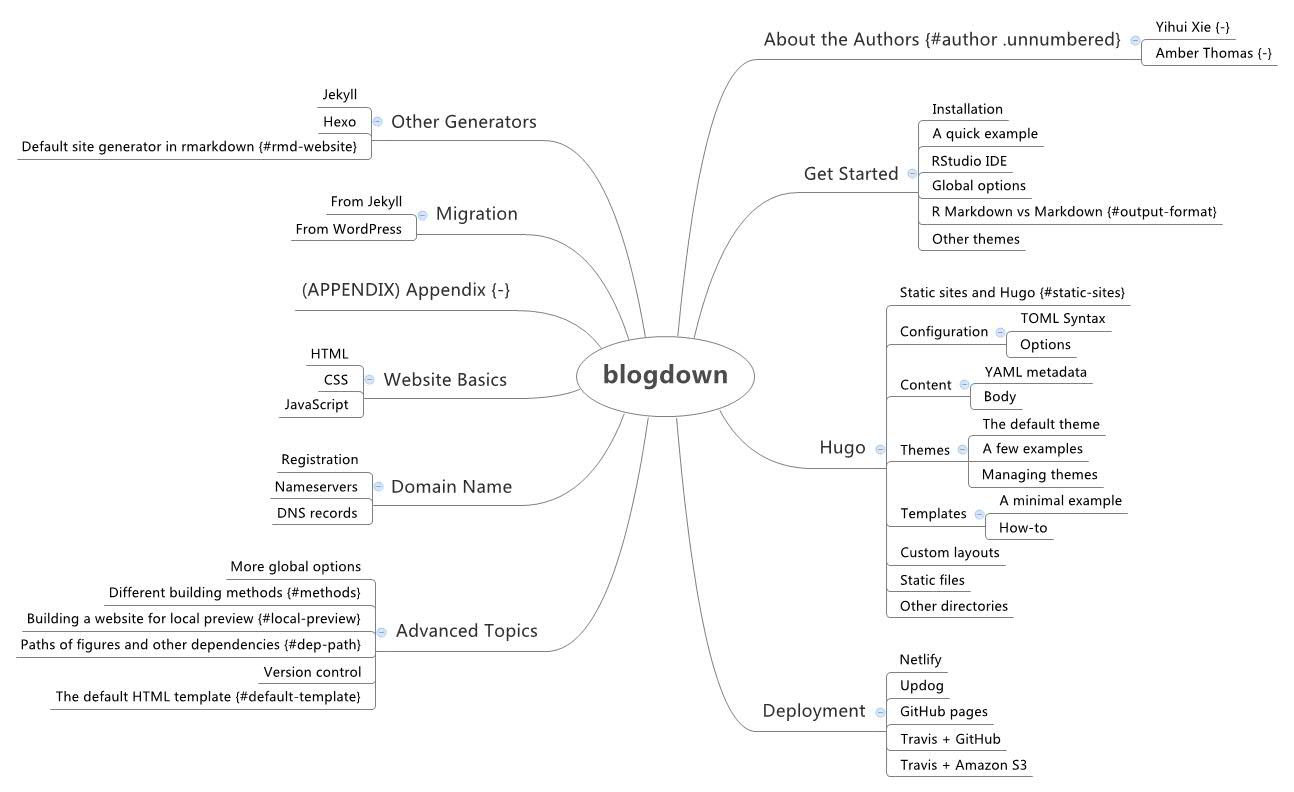 blogdown
About the Authors {#author .unnumbered}
Yihui Xie {-}
Amber Thomas {-}
Get Started
Installation
A quick example
RStudio IDE
Global options
R Markdown vs Markdown {#output-format}
Other themes
Hugo
Static sites and Hugo {#static-sites}
Configuration
TOML Syntax
Options
Content
YAML metadata
Body
Themes
The default theme
A few examples
Managing themes
Templates
A minimal example
How-to
Custom layouts
Static files
Other directories
Deployment
Netlify
Updog
GitHub pages
Travis + GitHub
Travis + Amazon S3
Other Generators
Jekyll
Hexo
Default site generator in rmarkdown {#rmd-website}
Migration
From Jekyll
From WordPress
(APPENDIX) Appendix {-}
Website Basics
HTML
CSS
JavaScript
Domain Name
Registration
Nameservers
DNS records
Advanced Topics
More global options
Different building methods {#methods}
Building a website for local preview {#local-preview}
Paths of figures and other dependencies {#dep-path}
Version control
The default HTML template {#default-template}